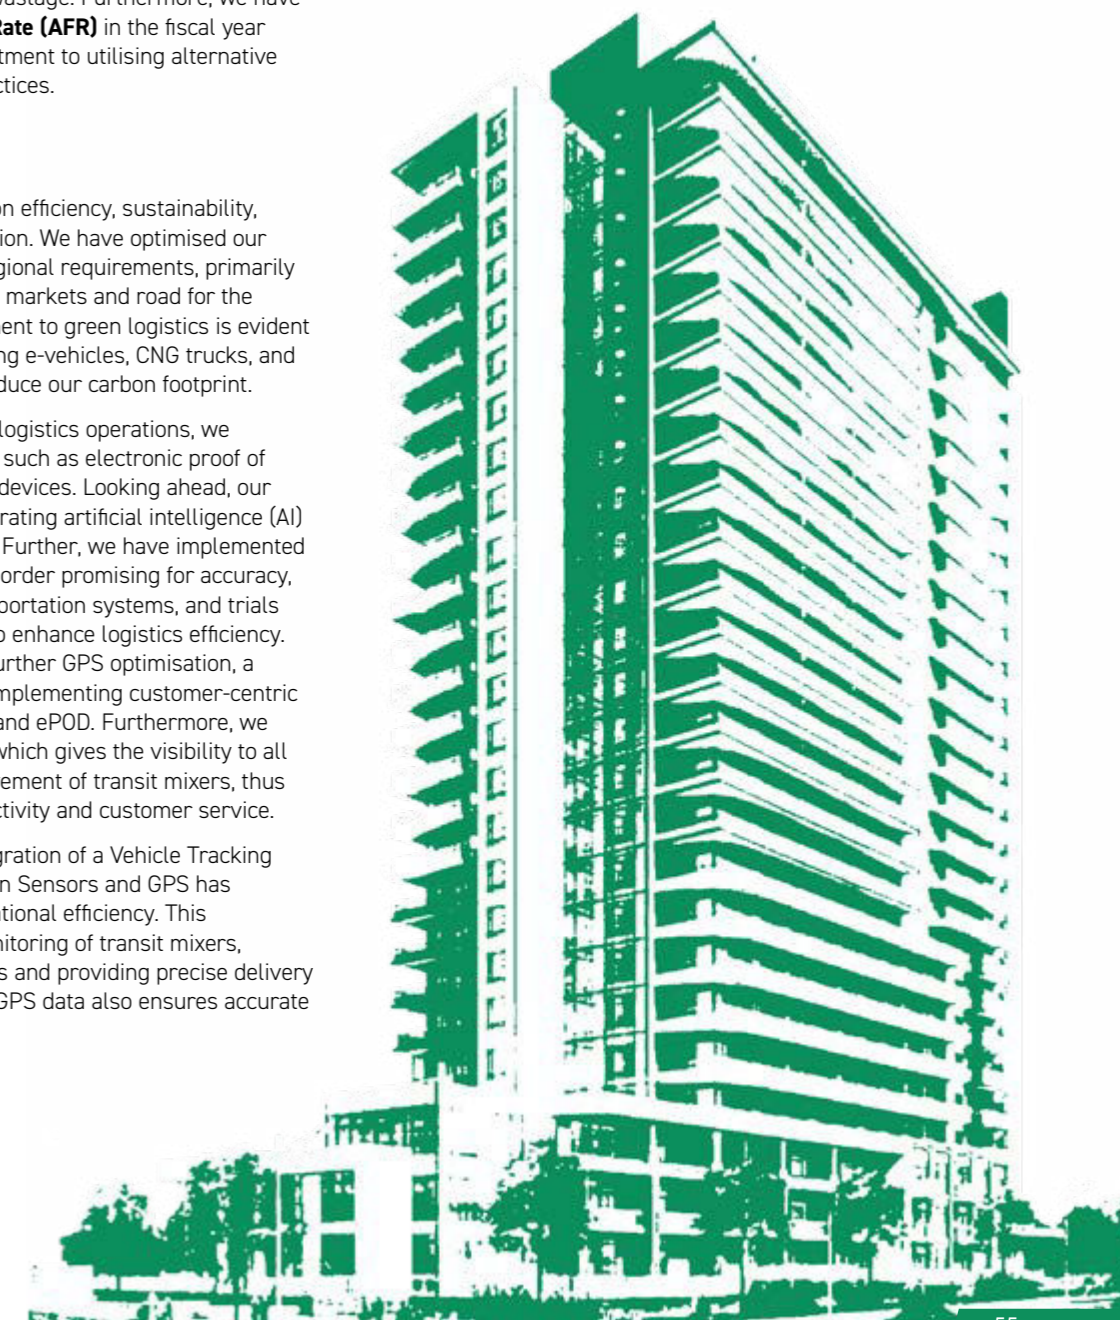 wastage. Furthermore, we have
Rate (AFR) in the fiscal year
tment to utilising alternative
ctices.
on efficiency, sustainability,
ion. We have optimised our
gional requirements, primarily
markets and road for the
ent to green logistics is evident
ng e-vehicles, CNG trucks, and
duce our carbon footprint.
logistics operations, we
such as electronic proof of
devices. Looking ahead, our
rating artificial intelligence (AI)
Further, we have implemented
order promising for accuracy,
portation systems, and trials
o enhance logistics efficiency.
urther GPS optimisation, a
mplementing customer-centric
and ePOD. Furthermore, we
which gives the visibility to all
ement of transit mixers, thus
ctivity and customer service.
gration of a Vehicle Tracking
n Sensors and GPS has
ational efficiency. This
nitoring of transit mixers,
s and providing precise delivery
GPS data also ensures accurate